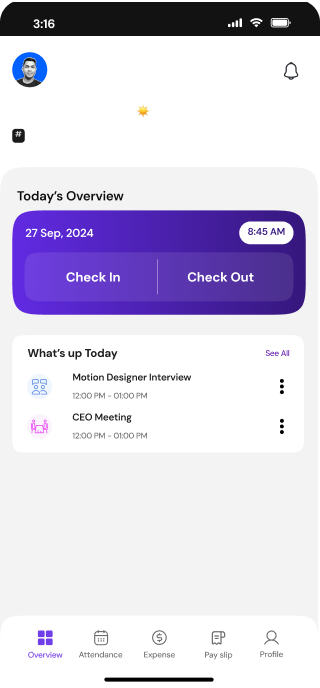 3:16
#
Today's Overview
27 Sep, 2024
8:45 AM
Check In
Check Out
What's up Today
See All
Motion Designer Interview
12:00 PM - 01:00 PM
CEO Meeting
12:00 PM - 01:00 PM
Overview
Attendance
Expense
Pay slip
Profile